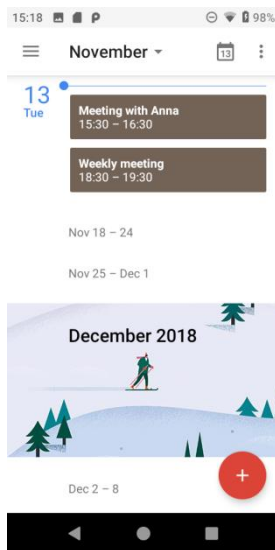 15:18 98%
November
13
13
Tue
Meeting with Anna
15:30 – 16:30
Weekly meeting
18:30 – 19:30
Nov 18 – 24
Nov 25 – Dec 1
December 2018
Dec 2 – 8